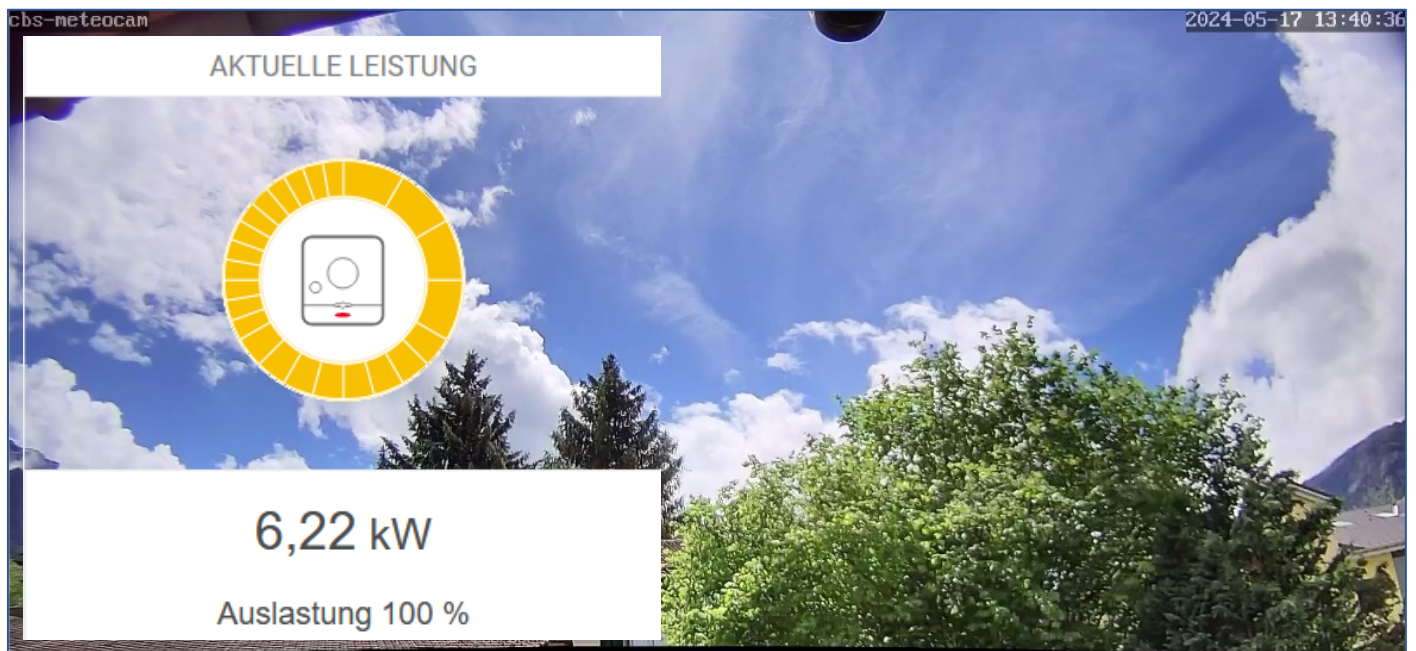 cbs-meteocam
2024-05-17 13:40:36
AKTUELLE LEISTUNG
6,22 kW
Auslastung 100 %